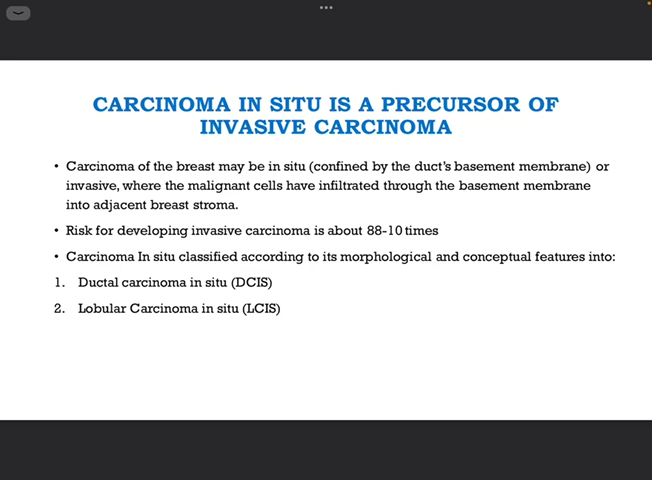 CARCINOMA IN SITU IS A PRECURSOR OF
INVASIVE CARCINOMA
• Carcinoma of the breast may be in situ (confined by the duct's basement membrane) or
invasive, where the malignant cells have infiltrated through the basement membrane
into adjacent breast stroma.
• Risk for developing invasive carcinoma is about 88-10 times
• Carcinoma In situ classified according to its morphological and conceptual features into:
1. Ductal carcinoma in situ (DCIS)
2. Lobular Carcinoma in situ (LCIS)